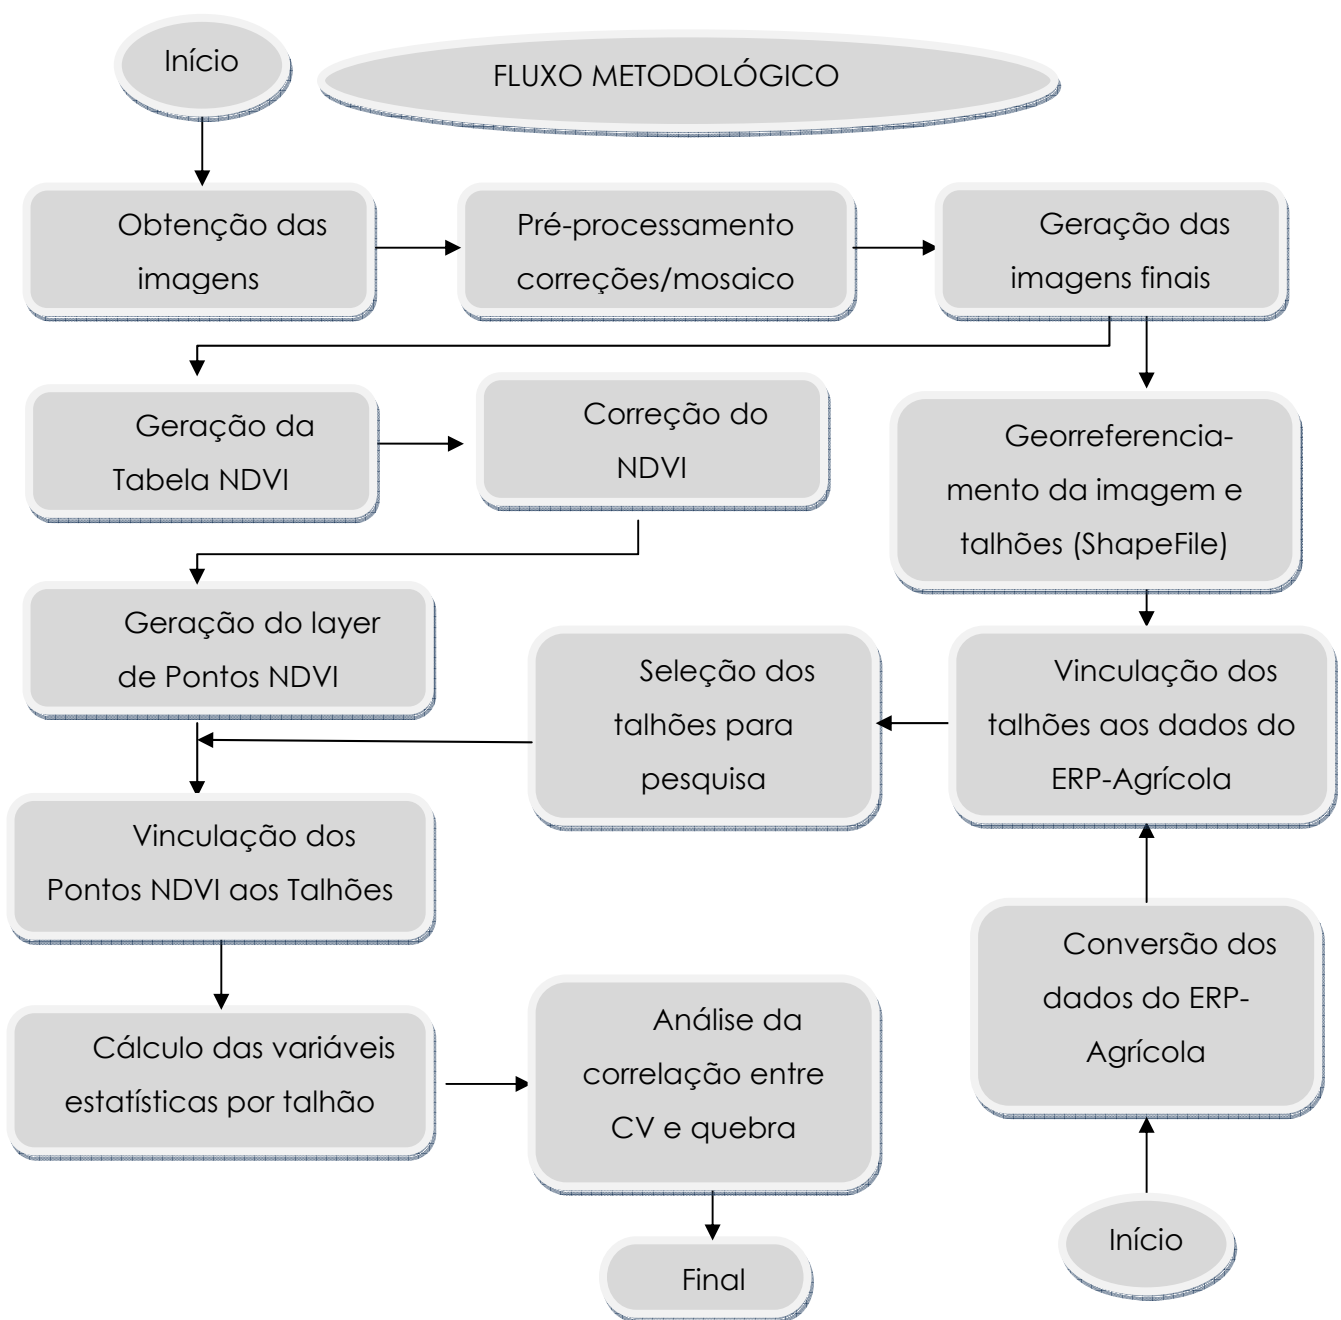 Início
FLUXO METODOLÓGICO
Obtenção das
imagens
Pré-processamento
correções/mosaico
Geração das
imagens finais
Geração da
Tabela NDVI
Correção do
NDVI
Georreferencia-
mento da imagem e
talhões (ShapeFile)
Geração do layer
de Pontos NDVI
Seleção dos
talhões para
pesquisa
Vinculação dos
talhões aos dados do
ERP-Agrícola
Vinculação dos
Pontos NDVI aos Talhões
Conversão dos
dados do ERP-
Agrícola
Cálculo das variáveis
estatísticas por talhão
Análise da
correlação entre
CV e quebra
Início
Final